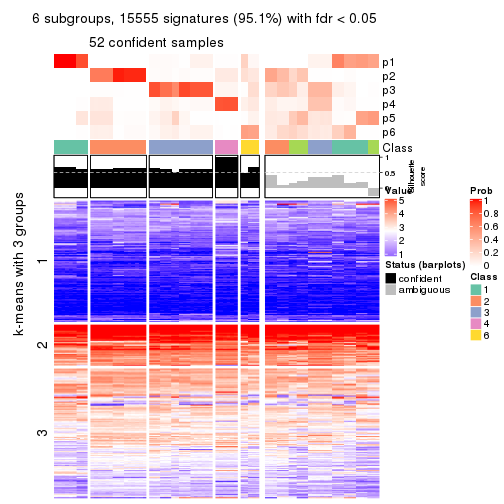 6 subgroups, 15555 signatures (95.1%) with fdr < 0.05
52 confident samples
p1
p2
p3
p4
p5
p6
Class
1
0.5
0
Silhouette
score
k-means with 3 groups
1
2
3
Value
5
4
3
2
1
Status (barplots)
confident
ambiguous
Prob
1
0.8
0.6
0.4
0.2
0
Class
1
2
3
4
5
6